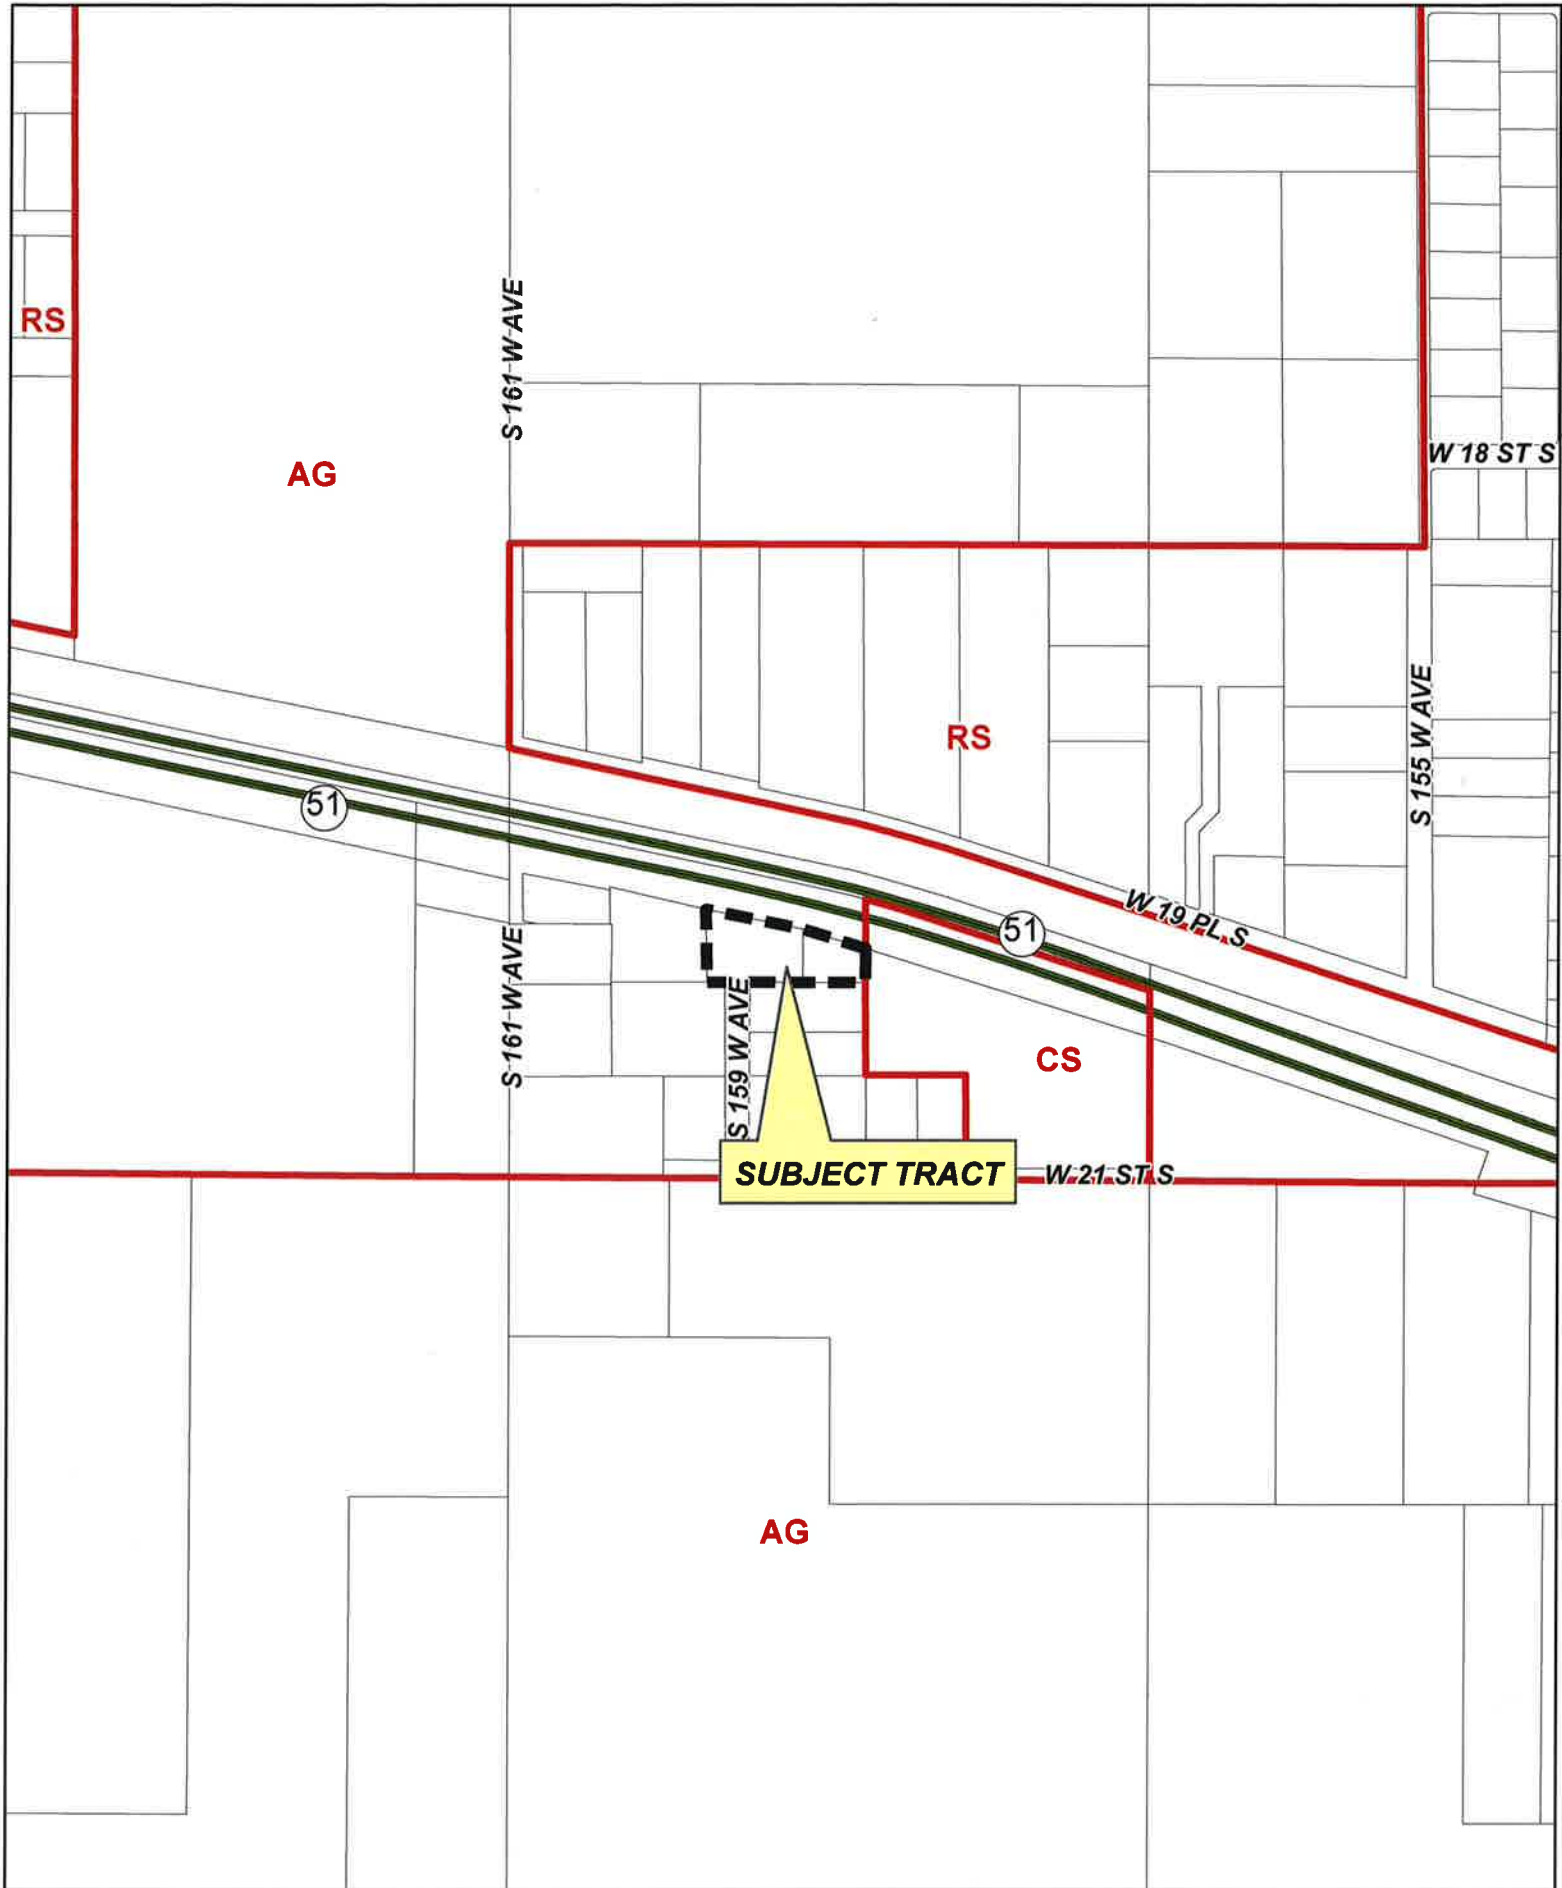 RS
S 161 W AVE
W 18 ST S
AG
RS
S 155 W AVE
51
W 19 PL S
51
S 161 W AVE
S 159 W AVE
CS
SUBJECT TRACT
W 21 ST S
AG